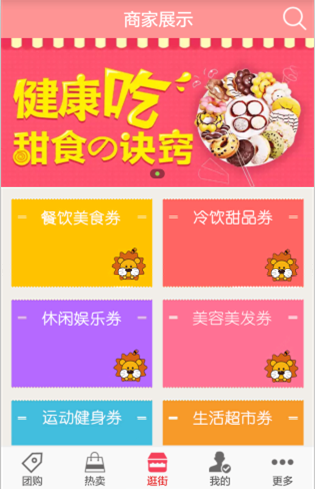 商家展示
健康吃
甜食の诀窍
餐饮美食券
冷饮甜品券
休闲娱乐券
美容美发券
运动健身券
生活超市券
团购
热卖
逛街
我的
更多